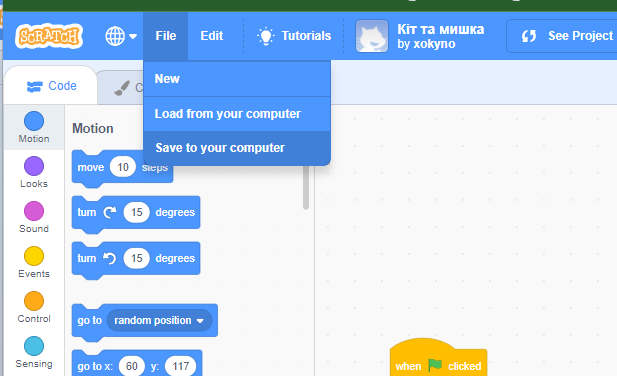 SCRATCH File Edit Tutorials Кіт та мишка by xokyno See Project
New
Load from your computer
Save to your computer
Code
Motion
Looks
Sound
Events
Control
Sensing
Motion
move 10 steps
turn 15 degrees
turn 15 degrees
go to random position
go to x: 60 y: 117
when clicked